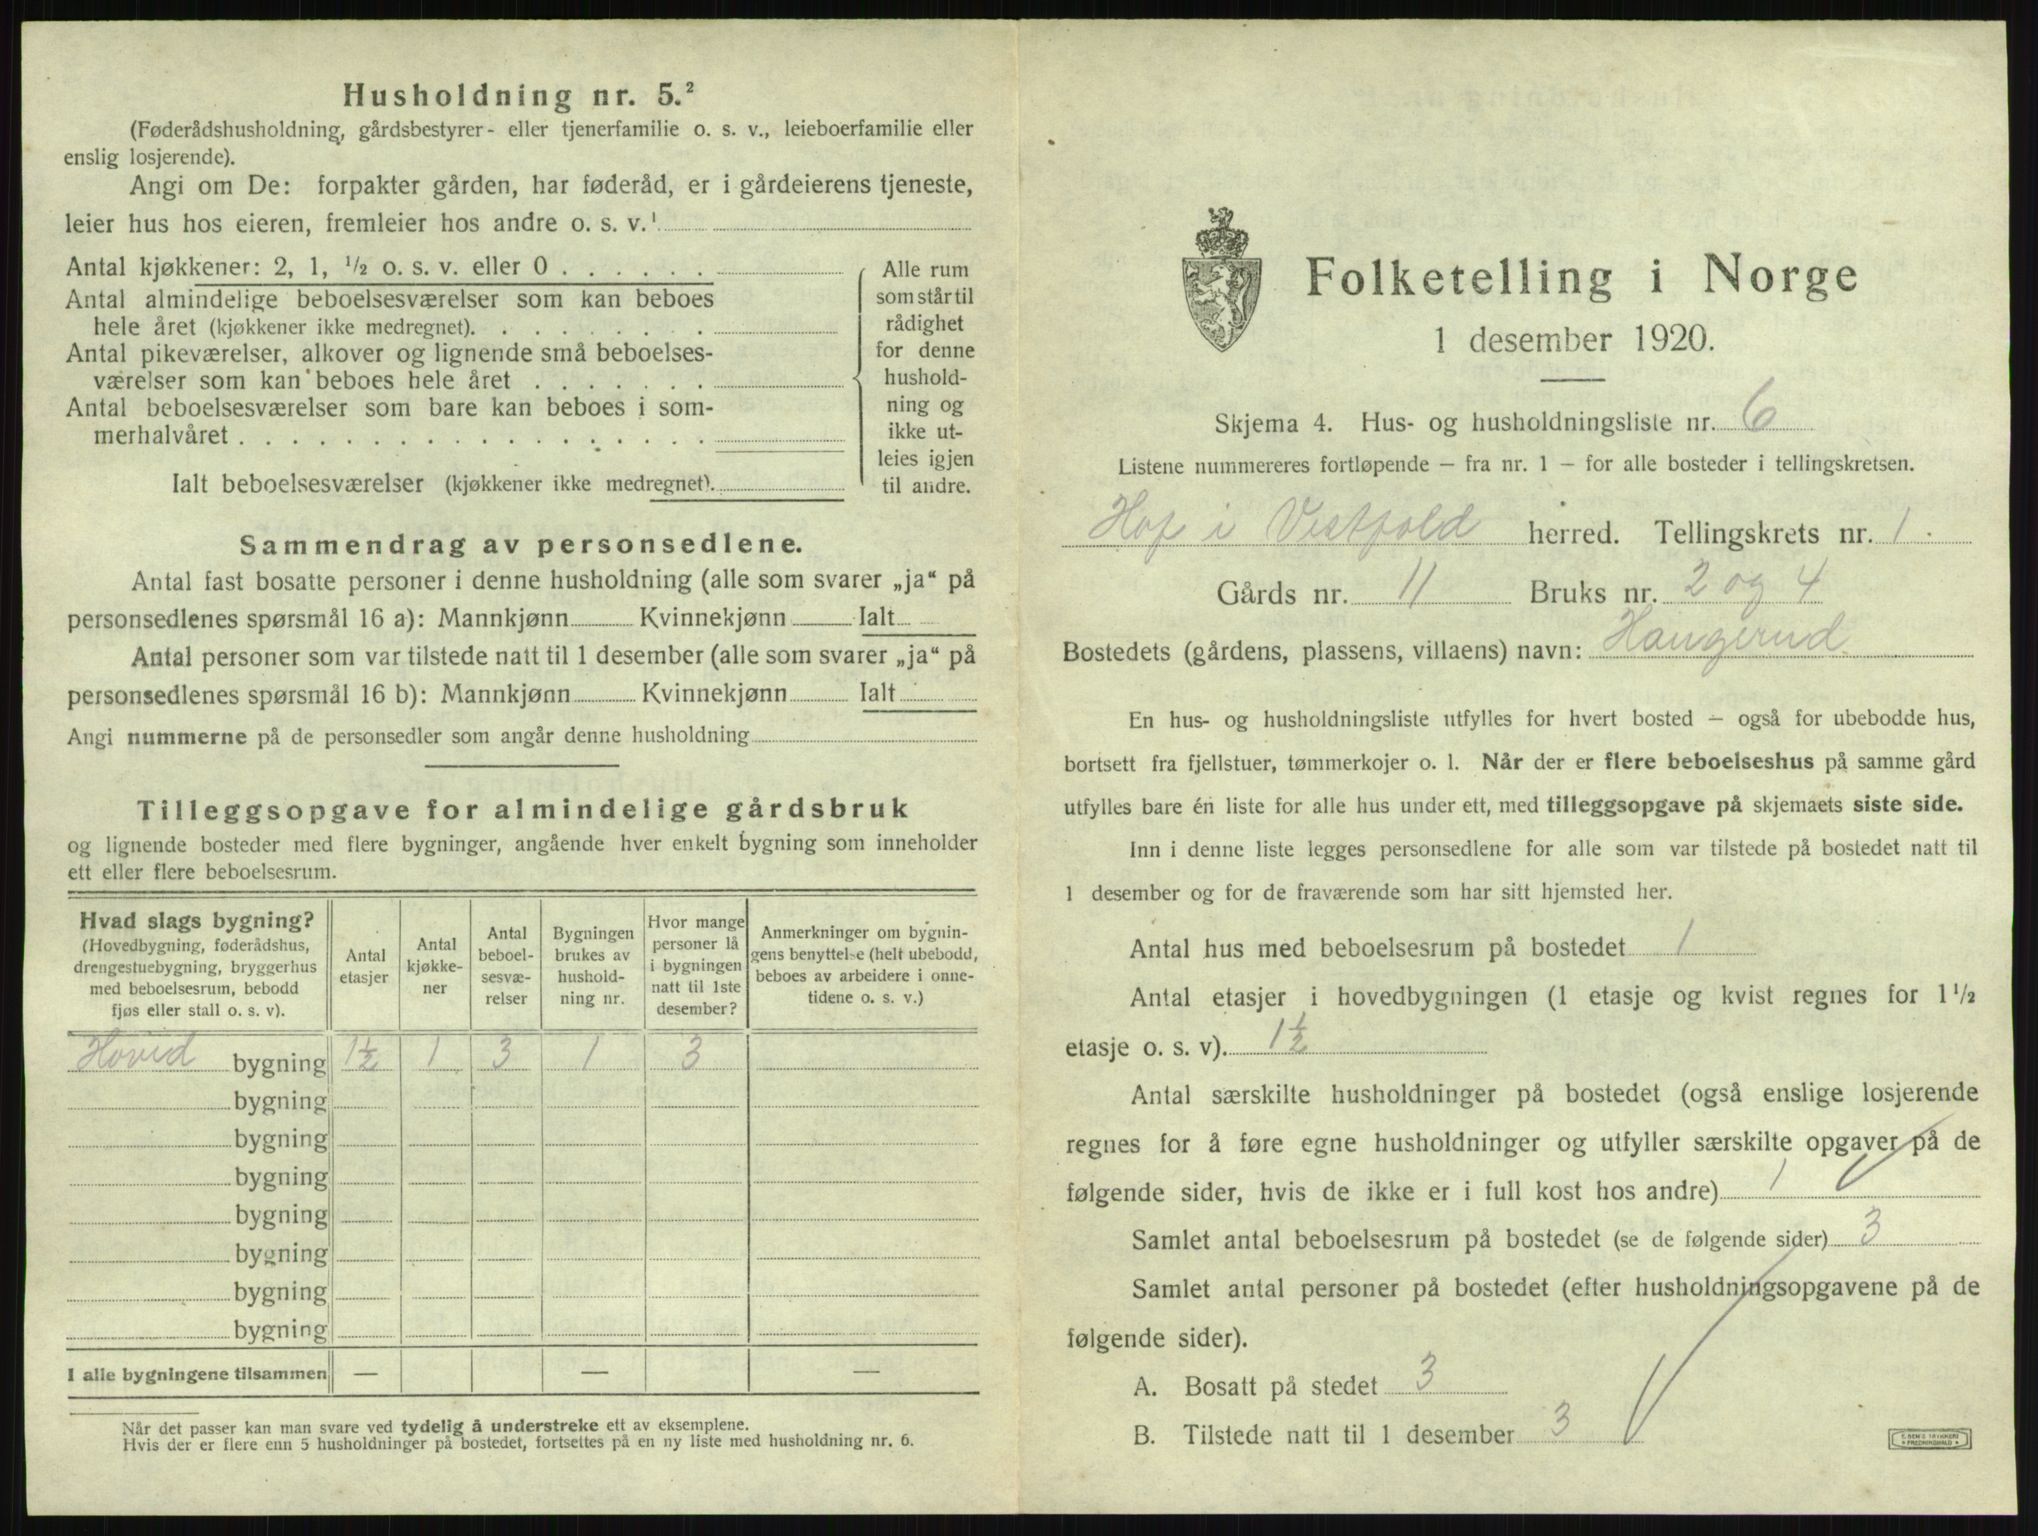 Husholdning nr. 5.²
(Føderådshusholdning, gårdsbestyrer- eller tjenerfamilie o. s. v., leieboerfamilie eller
enslig losjerende).
Angi om De: forpakter gården, har føderåd, er i gårdeierens tjeneste,
leier hus hos eieren, fremleier hos andre o. s. v.¹
Antal kjøkkener: 2, 1, ½ o. s. v. eller 0 . . . . . .
Antal almindelige beboelsesværelser som kan beboes
hele året (kjøkkener ikke medregnet). . . . . . . . .
Antal pikeværelser, alkover og lignende små beboelses-
værelser som kan beboes hele året . . . . . . .
Antal beboelsesværelser som bare kan beboes i som-
merhalvåret . . . . . . . . . . . . . . . . . .
Ialt beboelsesværelser (kjøkkener ikke medregnet).
Alle rum
som står til
rådighet
for denne
hushold-
ning og
ikke ut-
leies igjen
til andre.
Sammendrag av personsedlene.
Antal fast bosatte personer i denne husholdning (alle som svarer „ja“ på
personsedlenes spørsmål 16 a): Mannkjønn Kvinnekjønn Ialt
Antal personer som var tilstede natt til 1 desember (alle som svarer „ja“ på
personsedlenes spørsmål 16 b): Mannkjønn Kvinnekjønn Ialt
Angi nummerne på de personsedler som angår denne husholdning
Tilleggsopgave for almindelige gårdsbruk
og lignende bosteder med flere bygninger, angående hver enkelt bygning som inneholder
ett eller flere beboelsesrum.
Hvad slags bygning?
(Hovedbygning, føderådshus,
drengestuebygning, bryggerhus
med beboelsesrum, bebodd
fjøs eller stall o. s. v).
Antal
etasjer
Antal
kjøkke-
ner
Antal
beboel-
sesvæ-
relser
Bygningen
brukes av
hushold-
ning nr.
Hvor mange
personer lå
i bygningen
natt til 1ste
desember?
Anmerkninger om bygnin-
gens benyttelse (helt ubebodd,
beboes av arbeidere i onne-
tidene o. s. v.)
Hoved bygning 1½ 1 3 1 3
bygning
bygning
bygning
bygning
bygning
bygning
bygning
I alle bygningene tilsammen — — —
Når det passer kan man svare ved tydelig å understreke ett av eksemplene.
Hvis der er flere enn 5 husholdninger på bostedet, fortsettes på en ny liste med husholdning nr. 6.
Folketelling i Norge
1 desember 1920.
Skjema 4. Hus- og husholdningsliste nr. 6
Listene nummereres fortløpende – fra nr. 1 – for alle bosteder i tellingskretsen.
Hof i Vestfold herred. Tellingskrets nr. 1
Gårds nr. 11 Bruks nr. 2 og 4
Bostedets (gårdens, plassens, villaens) navn: Haugerud
En hus- og husholdningsliste utfylles for hvert bosted – også for ubebodde hus,
bortsett fra fjellstuer, tømmerkojer o. l. Når der er flere beboelseshus på samme gård
utfylles bare én liste for alle hus under ett, med tilleggsopgave på skjemaets siste side.
Inn i denne liste legges personsedlene for alle som var tilstede på bostedet natt til
1 desember og for de fraværende som har sitt hjemsted her.
Antal hus med beboelsesrum på bostedet 1
Antal etasjer i hovedbygningen (1 etasje og kvist regnes for 1½
etasje o. s. v). 1½
Antal særskilte husholdninger på bostedet (også enslige losjerende
regnes for å føre egne husholdninger og utfyller særskilte opgaver på de
følgende sider, hvis de ikke er i full kost hos andre) 1
Samlet antal beboelsesrum på bostedet (se de følgende sider) 3
Samlet antal personer på bostedet (efter husholdningsopgavene på de
følgende sider).
A. Bosatt på stedet 3
B. Tilstede natt til 1 desember 3